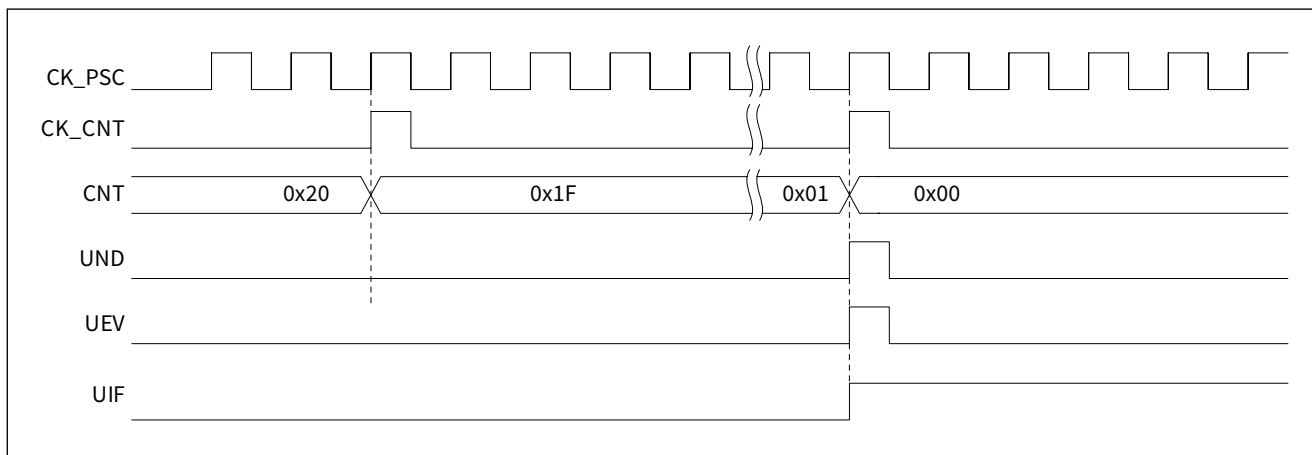 CK_PSC
CK_CNT
CNT 0x20 0x1F 0x01 0x00
UND
UEV
UIF